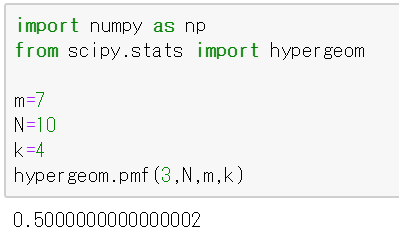 import numpy as np
from scipy.stats import hypergeom

m=7
N=10
k=4
hypergeom.pmf(3,N,m,k)
0.5000000000000002